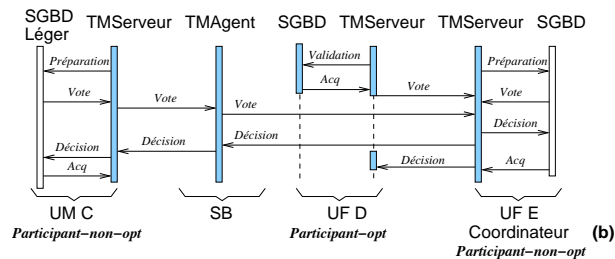 SGBD
Léger
TMServeur
TMAgent
SGBD
TMServeur
TMServeur
SGBD
Préparation
Validation
Préparation
Acq
Vote
Vote
Vote
Vote
Vote
Décision
Décision
Décision
Décision
Décision
Acq
Acq
UM C
SB
UF D
UF E
Coordinateur
(b)
Participant−non−opt
Participant−opt
Participant−non−opt